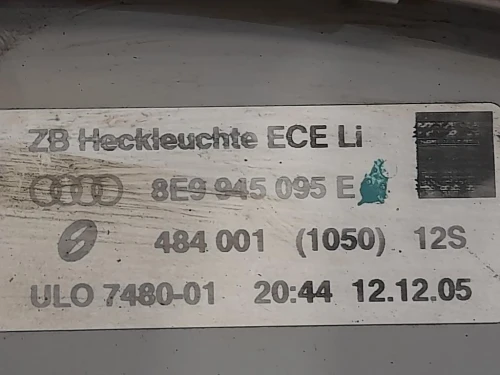 ZB Heckleuchte ECE Li
8E9 945 095 E
484 001 (1050) 12S
ULO 7480-01 20:44 12.12.05